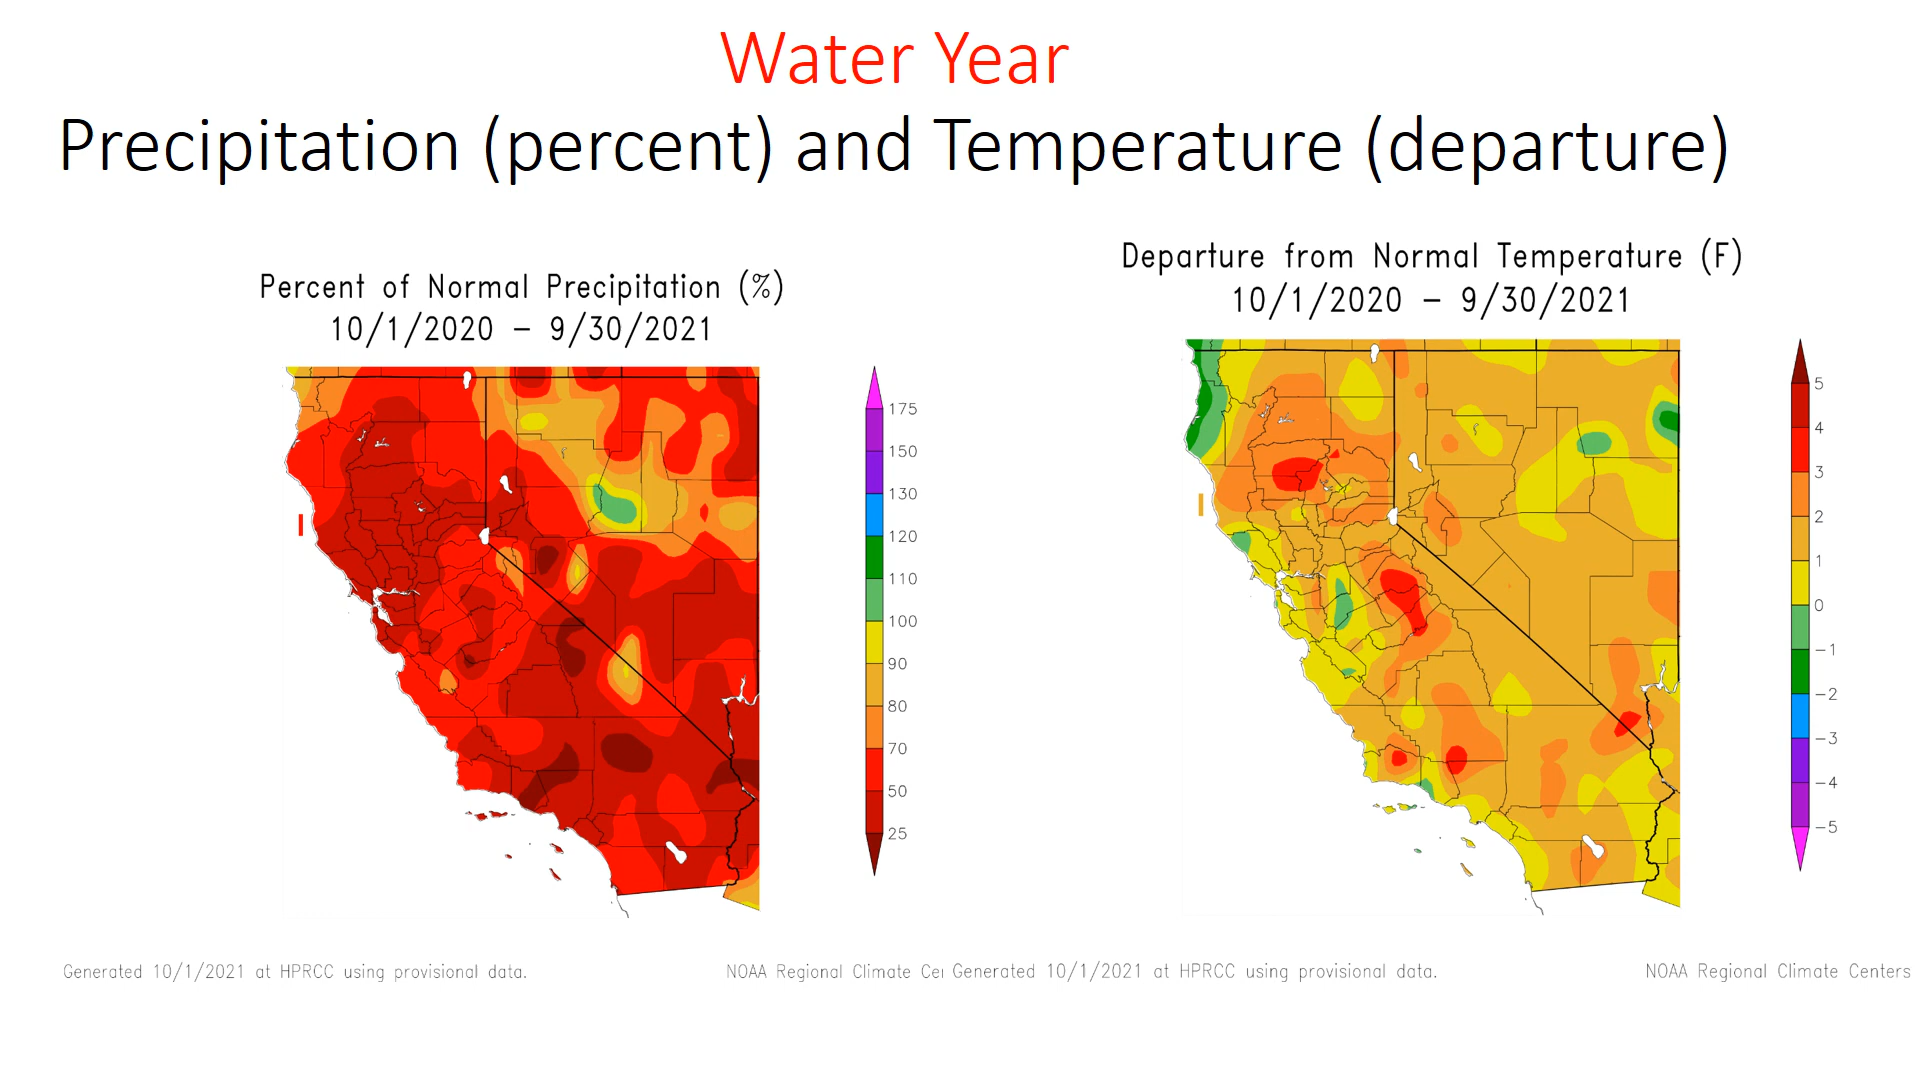 Water Year
Precipitation (percent) and Temperature (departure)
Percent of Normal Precipitation (%)
10/1/2020 – 9/30/2021
175
150
130
120
110
100
90
80
70
50
25
Departure from Normal Temperature (F)
10/1/2020 – 9/30/2021
5
4
3
2
1
0
−1
−2
−3
−4
−5
Generated 10/1/2021 at HPRCC using provisional data.
NOAA Regional Climate Cer
Generated 10/1/2021 at HPRCC using provisional data.
NOAA Regional Climate Centers